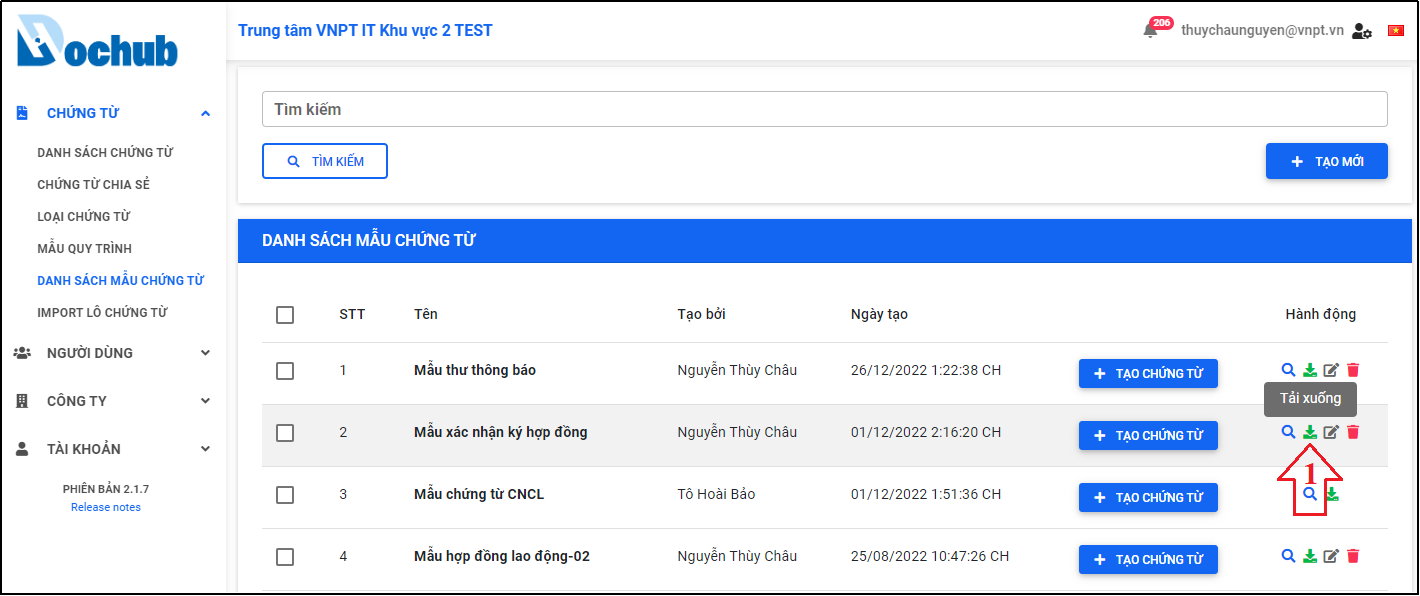 Dochub
Trung tâm VNPT IT Khu vực 2 TEST
206
thuychaunguyen@vnpt.vn
CHỨNG TỪ
DANH SÁCH CHỨNG TỪ
CHỨNG TỪ CHIA SẺ
LOẠI CHỨNG TỪ
MẪU QUY TRÌNH
DANH SÁCH MẪU CHỨNG TỪ
IMPORT LÔ CHỨNG TỪ
NGƯỜI DÙNG
CÔNG TY
TÀI KHOẢN
PHIÊN BẢN 2.1.7
Release notes
Tìm kiếm
TÌM KIẾM
TẠO MỚI
DANH SÁCH MẪU CHỨNG TỪ
STT Tên Tạo bởi Ngày tạo Hành động
1 Mẫu thư thông báo Nguyễn Thùy Châu 26/12/2022 1:22:38 CH TẠO CHỨNG TỪ
Tải xuống
2 Mẫu xác nhận ký hợp đồng Nguyễn Thùy Châu 01/12/2022 2:16:20 CH TẠO CHỨNG TỪ
1
3 Mẫu chứng từ CNCL Tô Hoài Bảo 01/12/2022 1:51:36 CH TẠO CHỨNG TỪ
4 Mẫu hợp đồng lao động-02 Nguyễn Thùy Châu 25/08/2022 10:47:26 CH TẠO CHỨNG TỪ